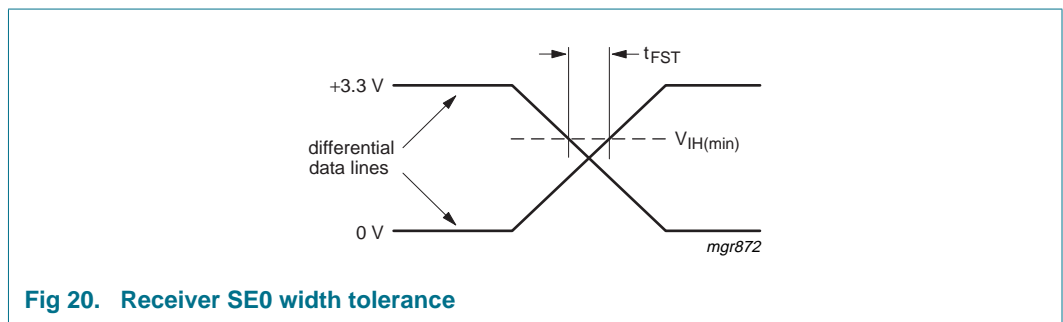 tFST
+3.3 V
VIH(min)
differential
data lines
0 V
mgr872
Fig 20. Receiver SE0 width tolerance